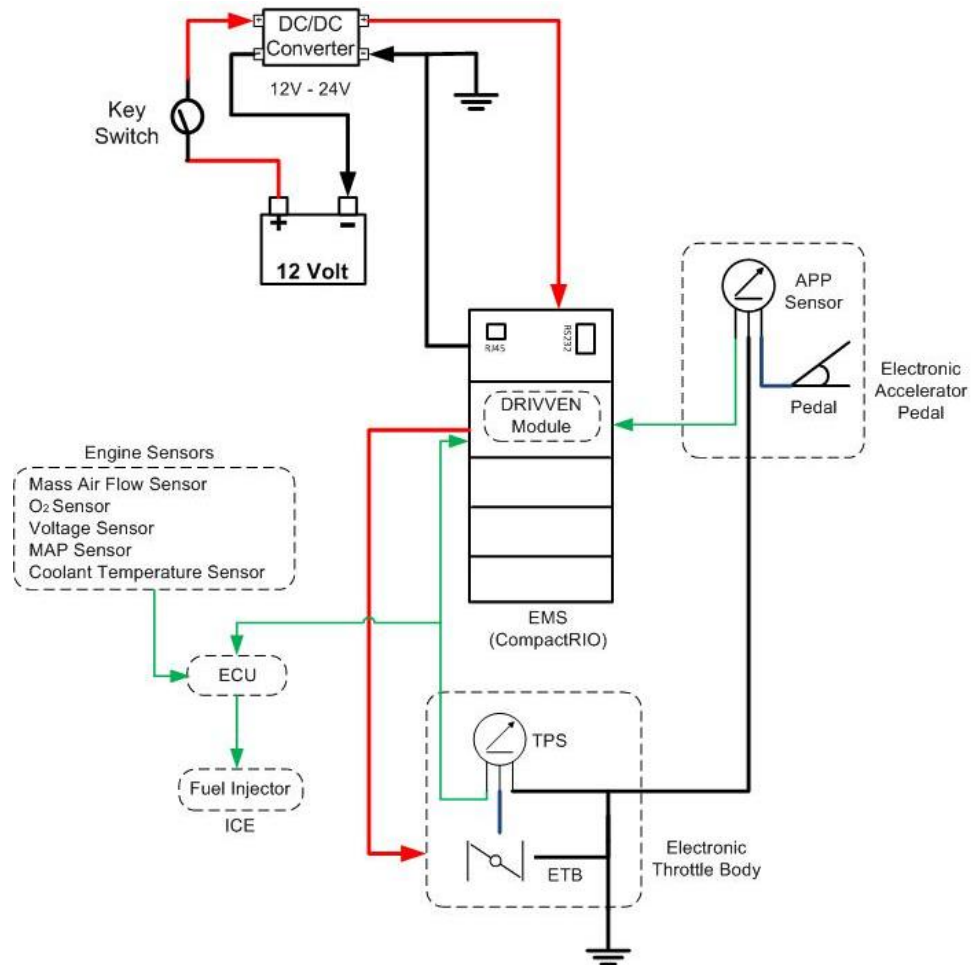 DC/DC
Converter
12V - 24V
Key
Switch
+
-
12 Volt
APP
Sensor
RJ45
RS232
Electronic
Accelerator
Pedal
Pedal
DRIVVEN
Module
Engine Sensors
Mass Air Flow Sensor
O2 Sensor
Voltage Sensor
MAP Sensor
Coolant Temperature Sensor
EMS
(CompactRIO)
ECU
TPS
Fuel Injector
ICE
ETB
Electronic
Throttle Body